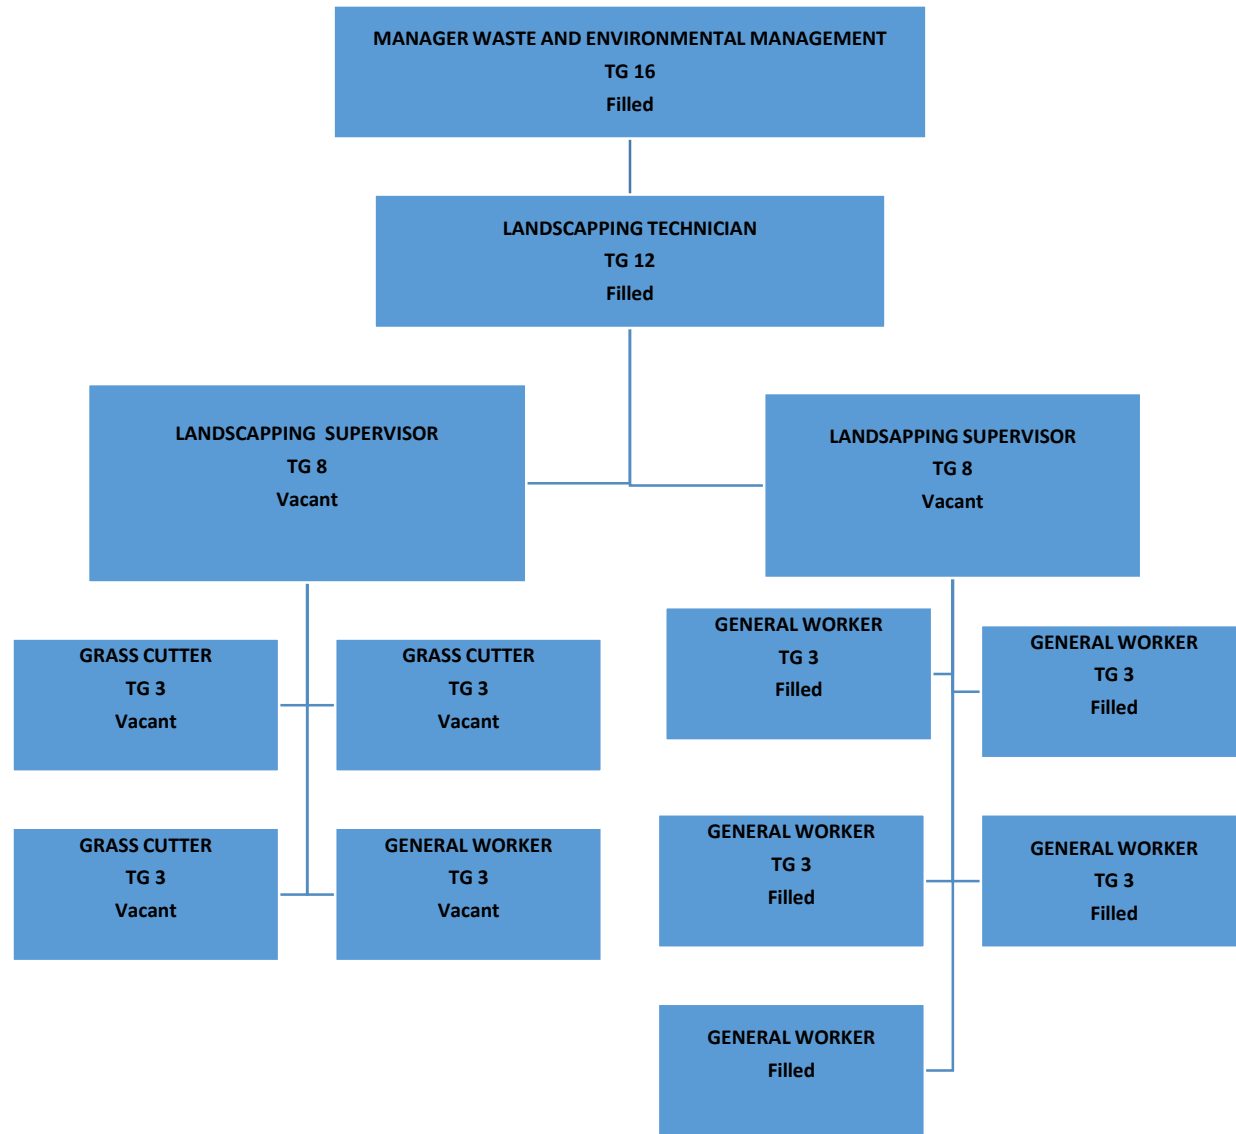 MANAGER WASTE AND ENVIRONMENTAL MANAGEMENT
TG 16
Filled
LANDSCAPPING TECHNICIAN
TG 12
Filled
LANDSCAPPING SUPERVISOR
TG 8
Vacant
LANDSAPPING SUPERVISOR
TG 8
Vacant
GRASS CUTTER
TG 3
Vacant
GRASS CUTTER
TG 3
Vacant
GRASS CUTTER
TG 3
Vacant
GENERAL WORKER
TG 3
Vacant
GENERAL WORKER
TG 3
Filled
GENERAL WORKER
TG 3
Filled
GENERAL WORKER
TG 3
Filled
GENERAL WORKER
TG 3
Filled
GENERAL WORKER
Filled